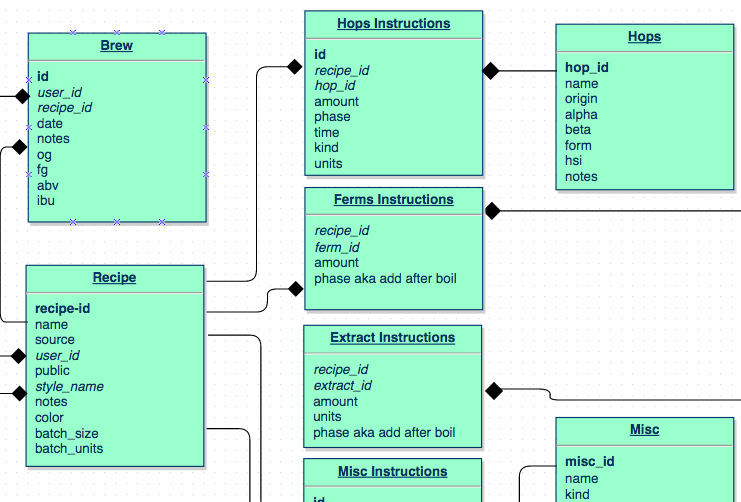 Brew
id
user_id
recipe_id
date
notes
og
fg
abv
ibu
Recipe
recipe-id
name
source
user_id
public
style_name
notes
color
batch_size
batch_units
Hops Instructions
id
recipe_id
hop_id
amount
phase
time
kind
units
Ferms Instructions
recipe_id
ferm_id
amount
phase aka add after boil
Extract Instructions
recipe_id
extract_id
amount
units
phase aka add after boil
Misc Instructions
id
Hops
hop_id
name
origin
alpha
beta
form
hsi
notes
Misc
misc_id
name
kind